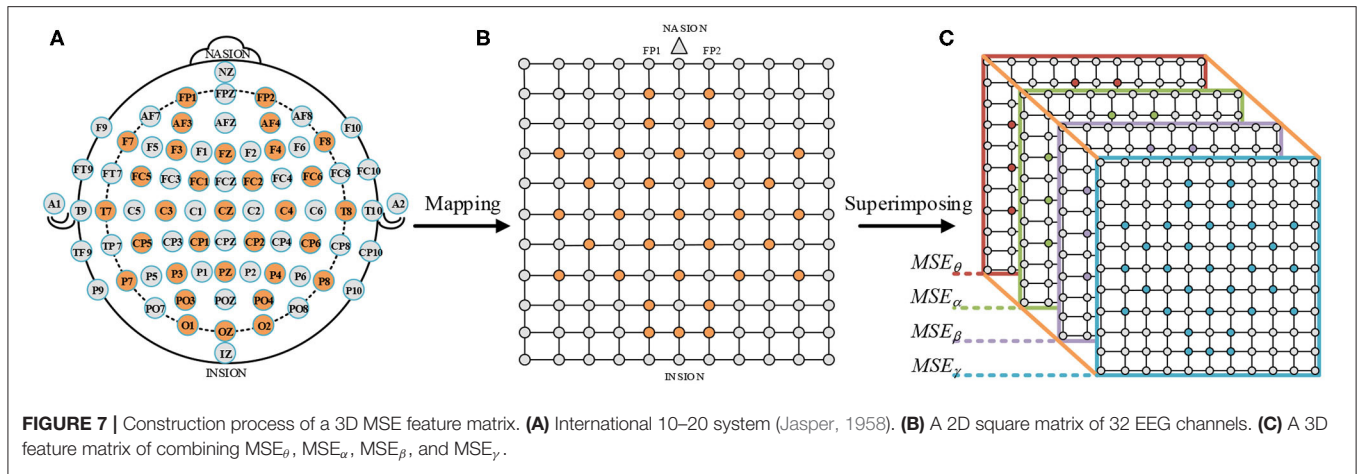 A
B
C
NASION
NZ
FP1 FPZ FP2
AF7 AF3 AFZ AF4 AF8
F9 F7 F5 F3 F1 FZ F2 F4 F6 F8 F10
FT9 FT7 FC5 FC3 FC1 FCZ FC2 FC4 FC6 FC8 FC10
A1 T9 T7 C5 C3 C1 CZ C2 C4 C6 T8 T10 A2
TF9 TP7 CP5 CP3 CP1 CPZ CP2 CP4 CP6 CP8 CP10
P9 P7 P5 P3 P1 PZ P2 P4 P6 P8 P10
PO7 PO3 POZ PO4 PO8
O1 OZ O2
IZ
INSION
Mapping
NASION
FP1 FP2
INSION
Superimposing
MSEθ
MSEα
MSEβ
MSEγ
FIGURE 7 | Construction process of a 3D MSE feature matrix. (A) International 10–20 system (Jasper, 1958). (B) A 2D square matrix of 32 EEG channels. (C) A 3D
feature matrix of combining MSEθ, MSEα, MSEβ, and MSEγ.